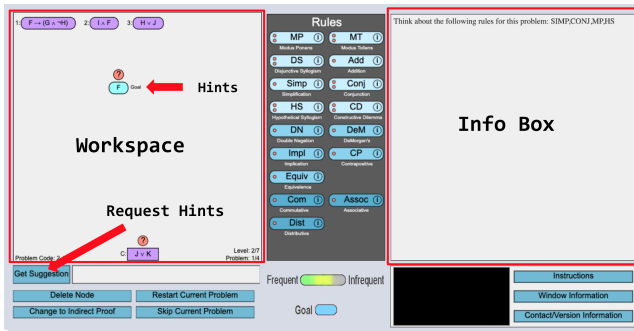 1: F → (G ∧ ¬H) 2: I ∧ F 3: H ∨ J
?
F Goal
Hints
Workspace
Request Hints
?
C: J ∨ K
Level: 2/7
Problem: 1/4
Get Suggestion
Delete Node Restart Current Problem
Change to Indirect Proof Skip Current Problem
Rules
MP i MT i
Modus Ponens Modus Tollens
DS i Add i
Disjunctive Syllogism Addition
Simp i Conj i
Simplification Conjunction
HS i CD i
Hypothetical Syllogism Constructive Dilemma
DN i DeM i
Double Negation DeMorgan's
Impl i CP i
Implication Contrapositive
Equiv i
Equivalence
Com i Assoc i
Commutative Associative
Dist i
Distributive
Frequent Infrequent
Goal
Think about the following rules for this problem: SIMP,CONJ,MP,HS
Info Box
Instructions
Window Information
Contact/Version Information